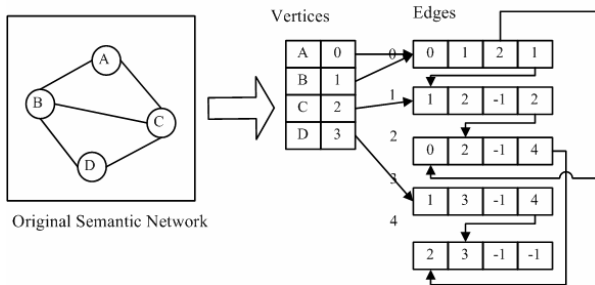 Vertices Edges
A
B
C
D
Original Semantic Network
A 0
B 1
C 2
D 3
0
1
2
3
4
0 1 2 1
1 2 -1 2
0 2 -1 4
1 3 -1 4
2 3 -1 -1